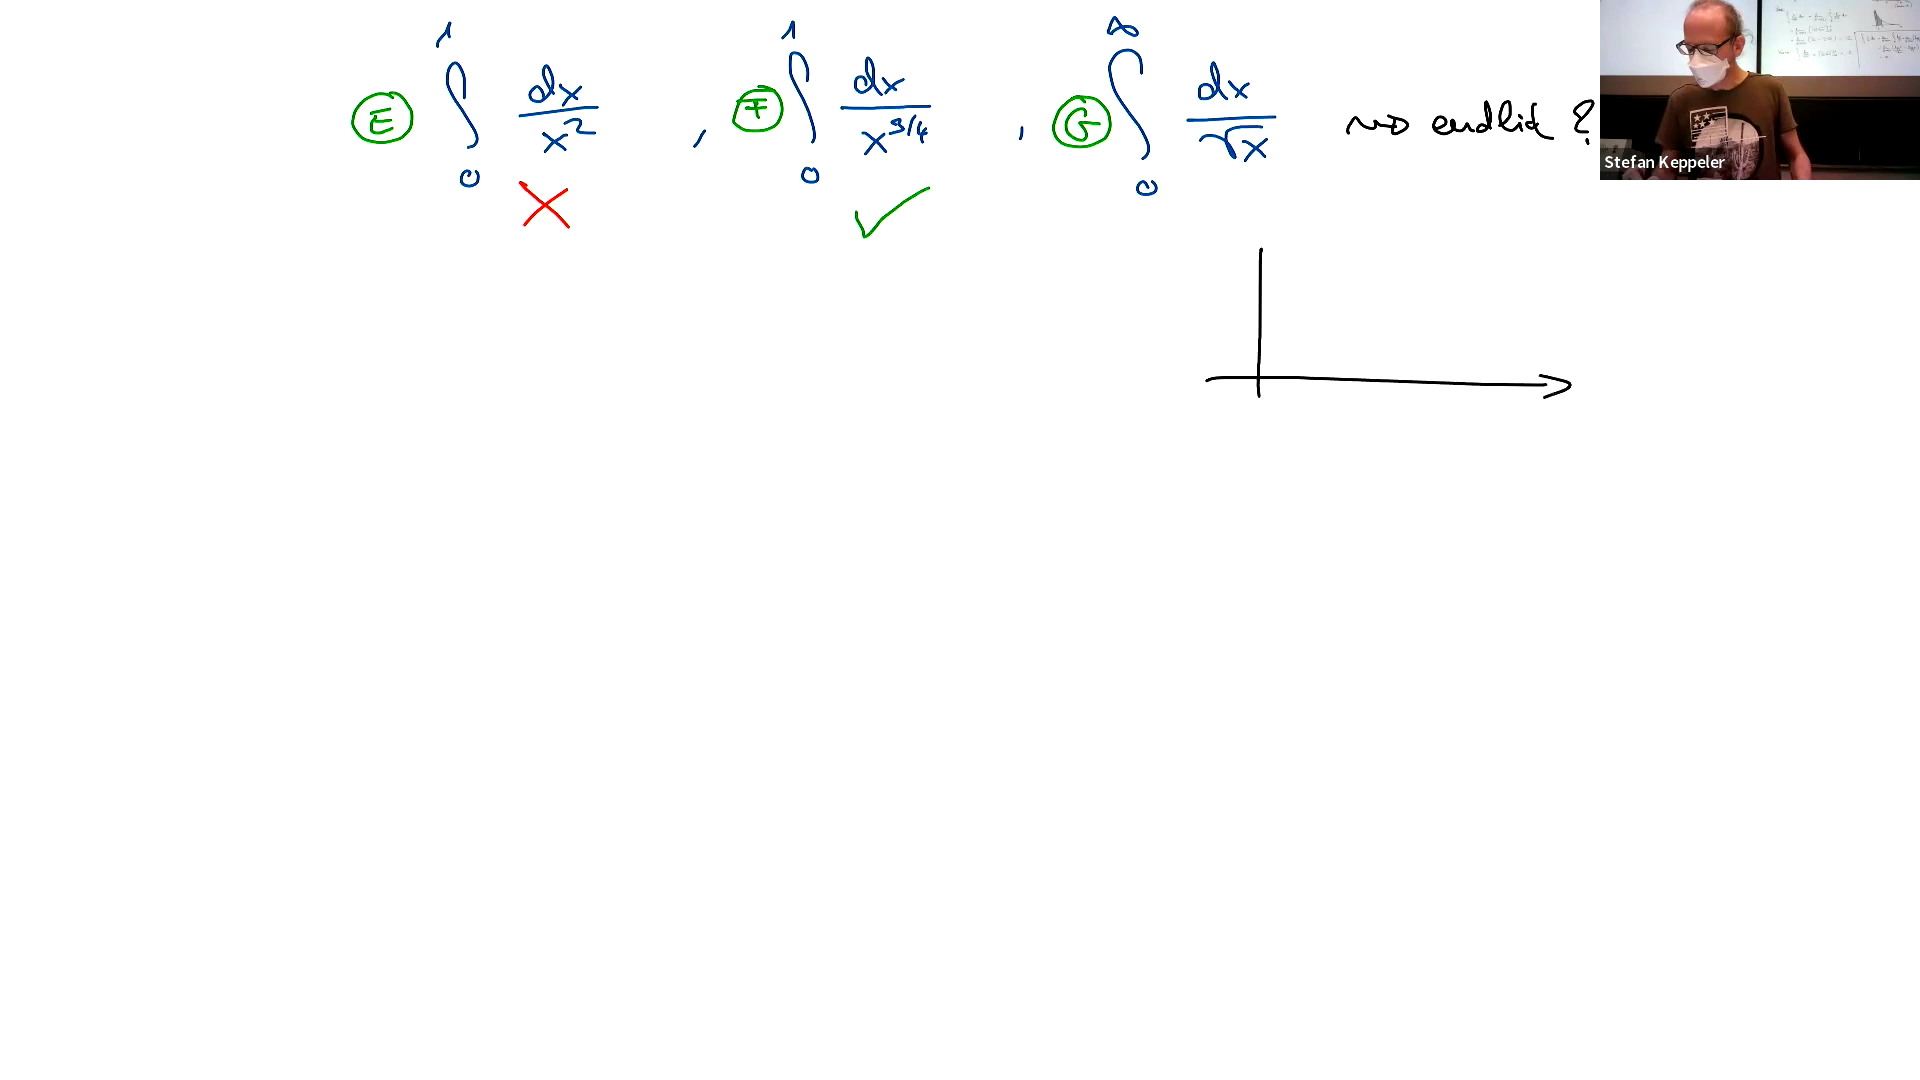 Ⓔ ∫₀¹ dx/x² , Ⓕ ∫₀¹ dx/x^{3/4} , Ⓖ ∫₀^∞ dx/√x ⇝ endlich ?
Stefan Keppeler